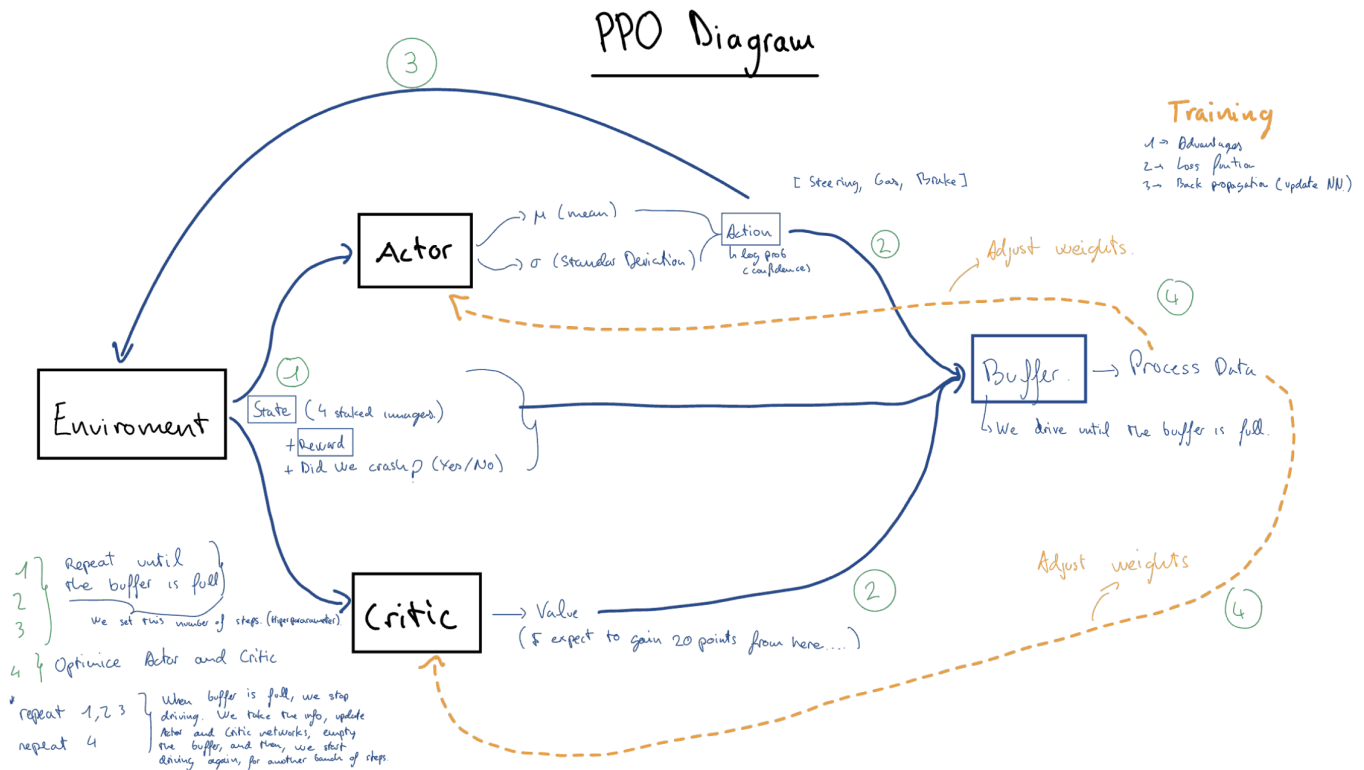 PPO Diagram
3
Training
1 → Advantages
2 → Loss function
3 → Back propagation (update NN)
[ Steering, Gas, Brake ]
Actor
→ μ (mean)
→ σ (Standar Deviation)
Action
↳ log prob
(confidence)
2
Adjust weights.
4
Enviroment
1
State (4 staked images)
+ Reward
+ Did we crash? (Yes/No)
Buffer.
→ Process Data
↳ We drive until the buffer is full.
Critic
→ Value
(I expect to gain 20 points from here....)
2
Adjust weights
4
1
2
3
Repeat until
the buffer is full
We set this number of steps. (Hiperparameter)
4 Optimice Actor and Critic
repeat 1, 2 3
repeat 4
When buffer is full, we stop
driving. We take the info, update
Actor and Critic networks, empty
the buffer, and then, we start
driving again, for another bunch of steps.